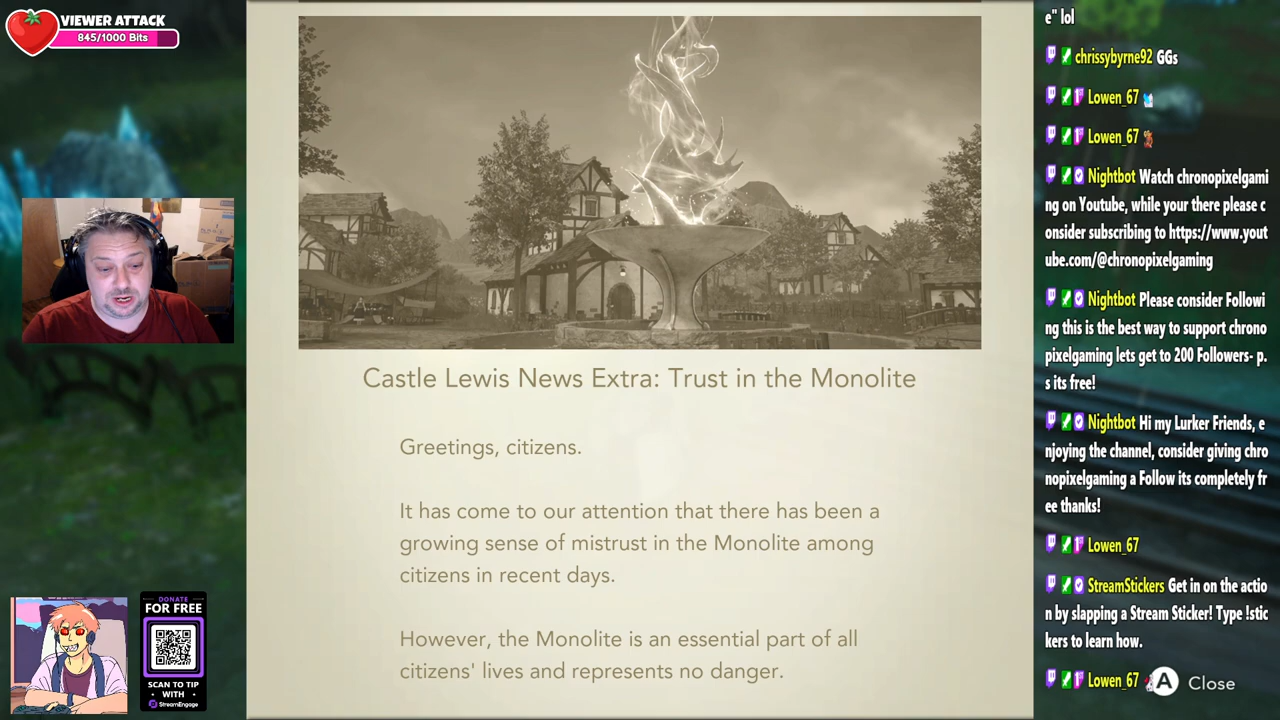 VIEWER ATTACK
845/1000 Bits
Castle Lewis News Extra: Trust in the Monolite
Greetings, citizens.
It has come to our attention that there has been a
growing sense of mistrust in the Monolite among
citizens in recent days.
However, the Monolite is an essential part of all
citizens' lives and represents no danger.
DONATE
FOR FREE
SCAN TO TIP
WITH
StreamEngage
e" lol
chrissybyrne92 GGs
Lowen_67
Lowen_67
Nightbot Watch chronopixelgami
ng on Youtube, while your there please c
onsider subscribing to https://www.yout
ube.com/@chronopixelgaming
Nightbot Please consider Followi
ng this is the best way to support chrono
pixelgaming lets get to 200 Followers- p.
s its free!
Nightbot Hi my Lurker Friends, e
njoying the channel, consider giving chro
nopixelgaming a Follow its completely fr
ee thanks!
Lowen_67
StreamStickers Get in on the actio
n by slapping a Stream Sticker! Type !stic
kers to learn how.
Lowen_67
A Close